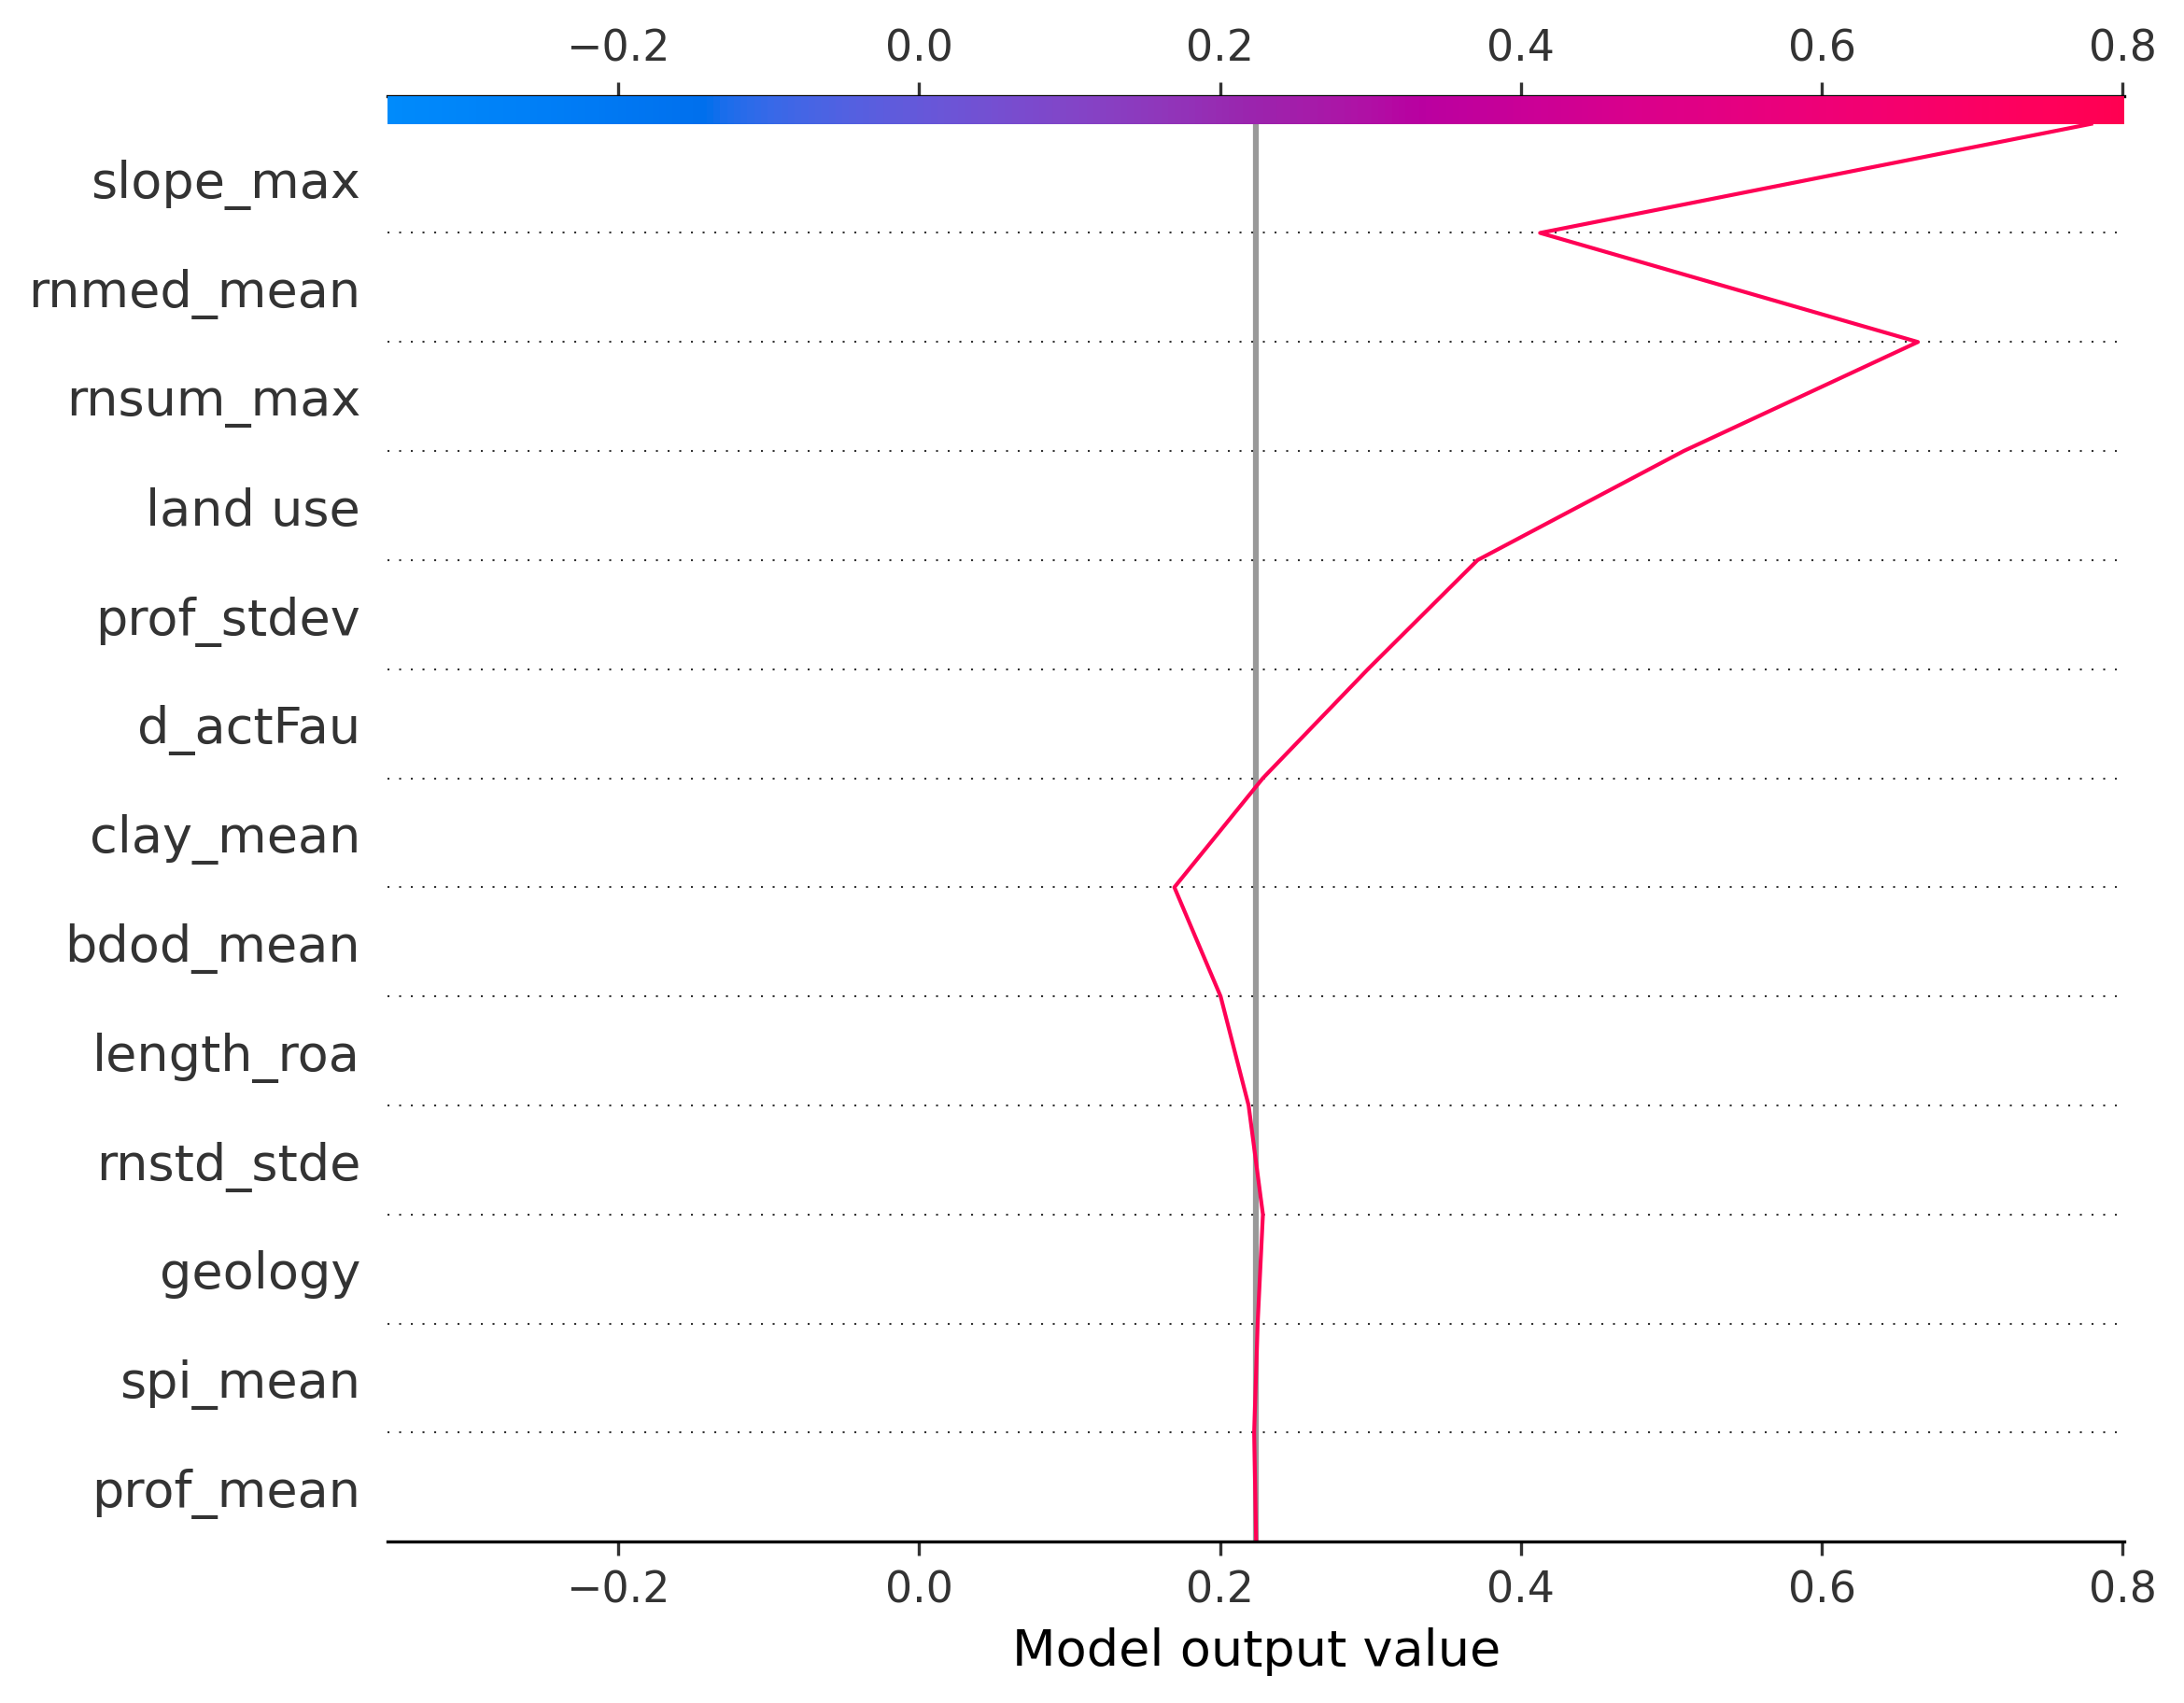 −0.2 0.0 0.2 0.4 0.6 0.8
slope_max
rnmed_mean
rnsum_max
land use
prof_stdev
d_actFau
clay_mean
bdod_mean
length_roa
rnstd_stde
geology
spi_mean
prof_mean
−0.2 0.0 0.2 0.4 0.6 0.8
Model output value